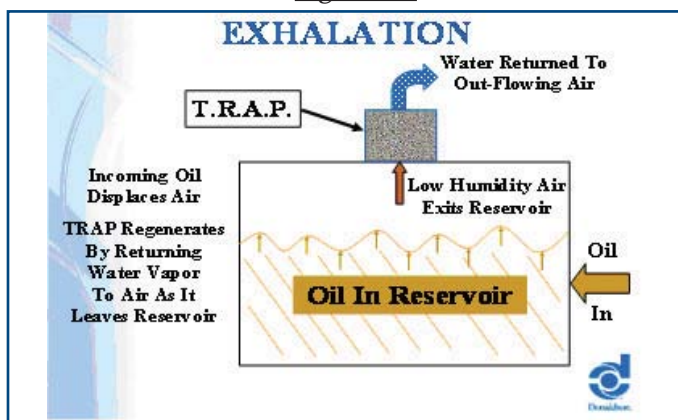 EXHALATION
Water Returned To
Out-Flowing Air
T.R.A.P.
Incoming Oil
Displaces Air
TRAP Regenerates
By Returning
Water Vapor
To Air As It
Leaves Reservoir
Low Humidity Air
Exits Reservoir
Oil In Reservoir
Oil
In
Donaldson.